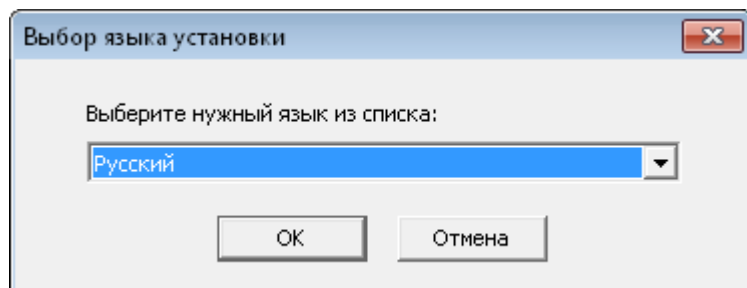 Выбор языка установки
Выберите нужный язык из списка:
Русский
OK Отмена